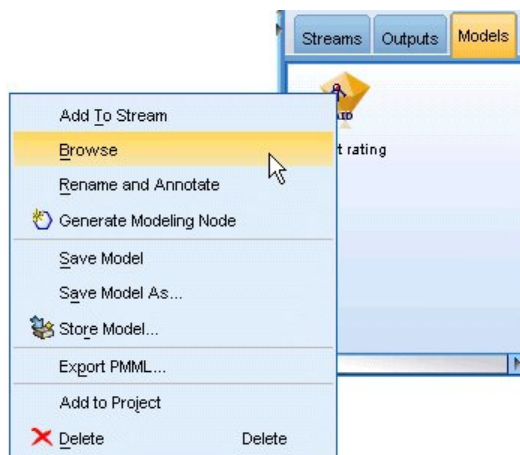 Streams Outputs Models
AID
t rating
Add To Stream
Browse
Rename and Annotate
Generate Modeling Node
Save Model
Save Model As...
Store Model...
Export PMML...
Add to Project
Delete Delete